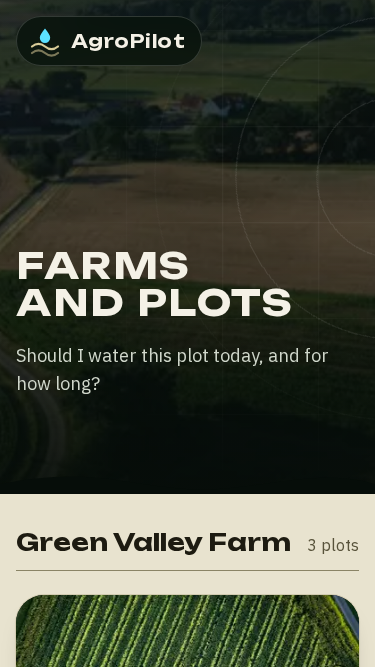 AgroPilot
FARMS
AND PLOTS
Should I water this plot today, and for
how long?
Green Valley Farm 3 plots